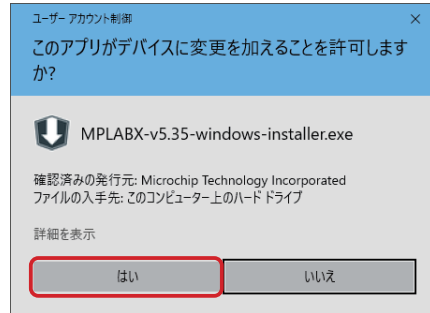 ユーザー アカウント制御
このアプリがデバイスに変更を加えることを許可します
か?
MPLABX-v5.35-windows-installer.exe
確認済みの発行元: Microchip Technology Incorporated
ファイルの入手先: このコンピューター上のハード ドライブ
詳細を表示
はい
いいえ